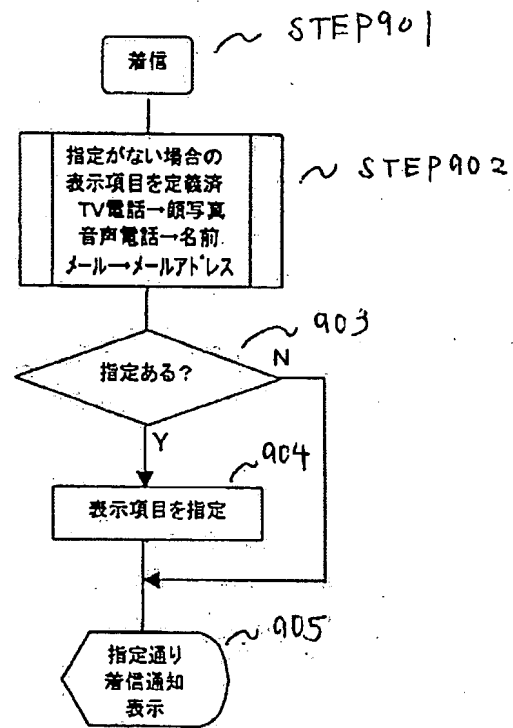 着信
STEP901
指定がない場合の
表示項目を定義済
TV電話→顔写真
音声電話→名前
メール→メールアドレス
STEP902
903
指定ある?
N
Y
904
表示項目を指定
905
指定通り
着信通知
表示